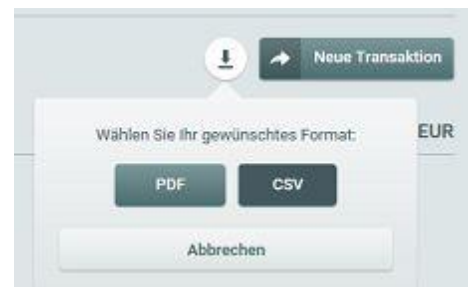 Neue Transaktion
Wählen Sie Ihr gewünschtes Format:
EUR
PDF
CSV
Abbrechen